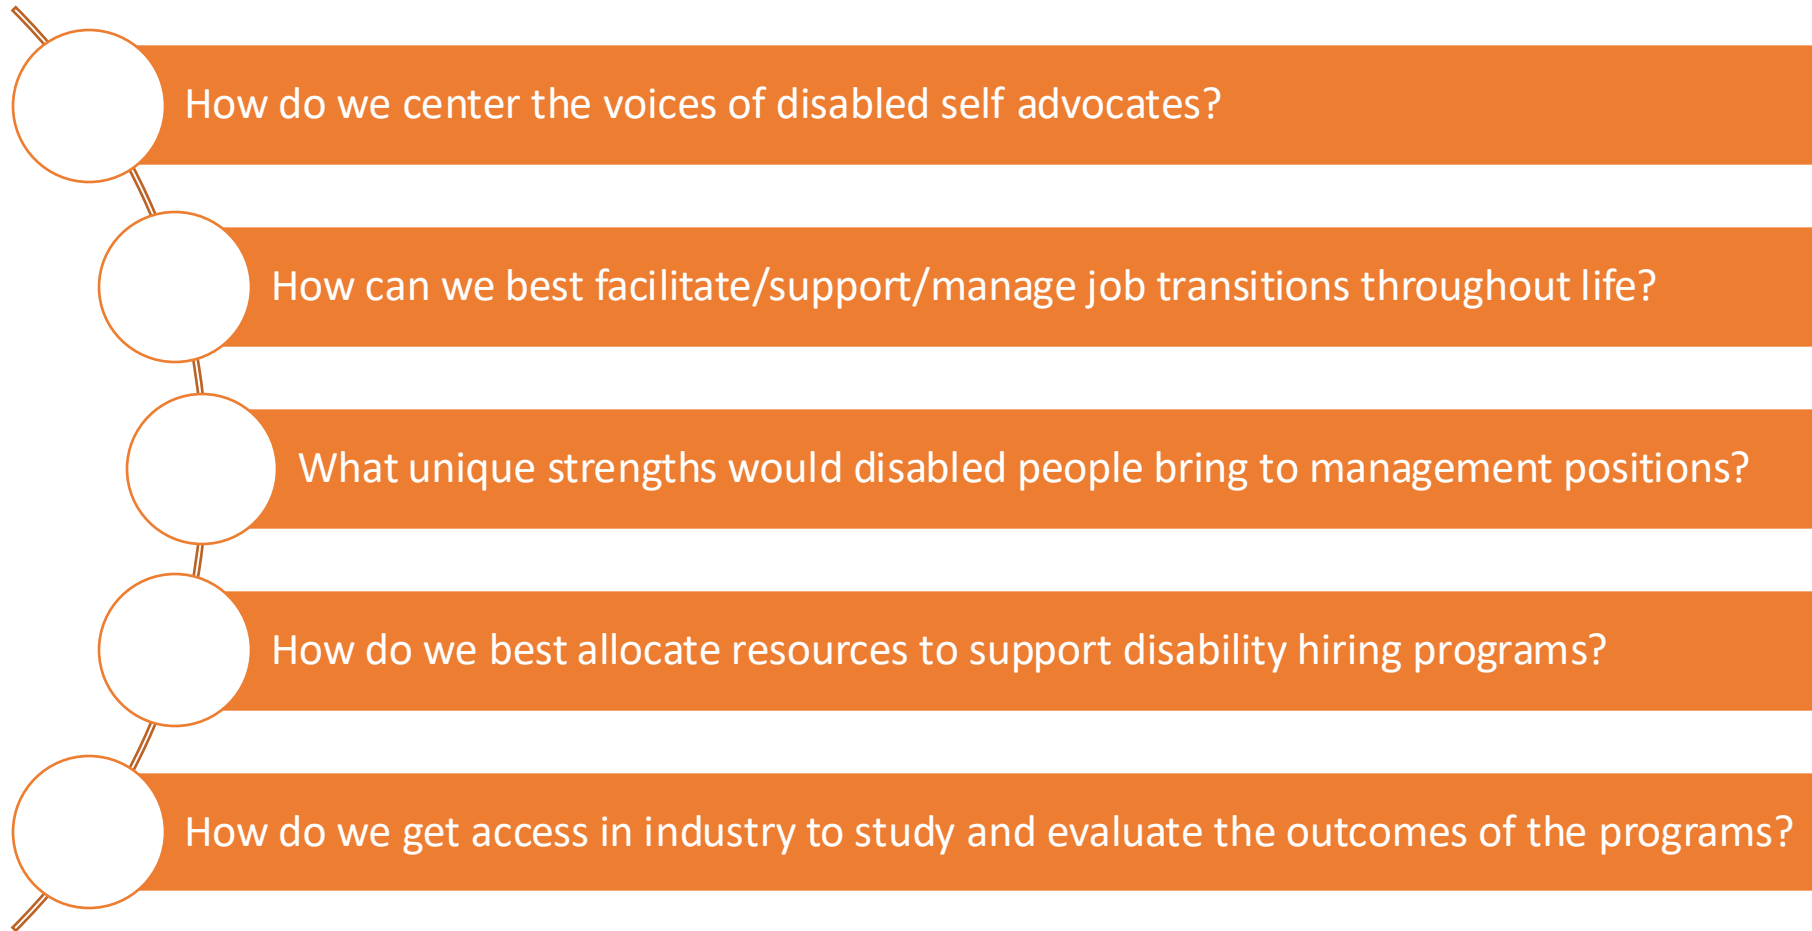 How do we center the voices of disabled self advocates?
How can we best facilitate/support/manage job transitions throughout life?
What unique strengths would disabled people bring to management positions?
How do we best allocate resources to support disability hiring programs?
How do we get access in industry to study and evaluate the outcomes of the programs?